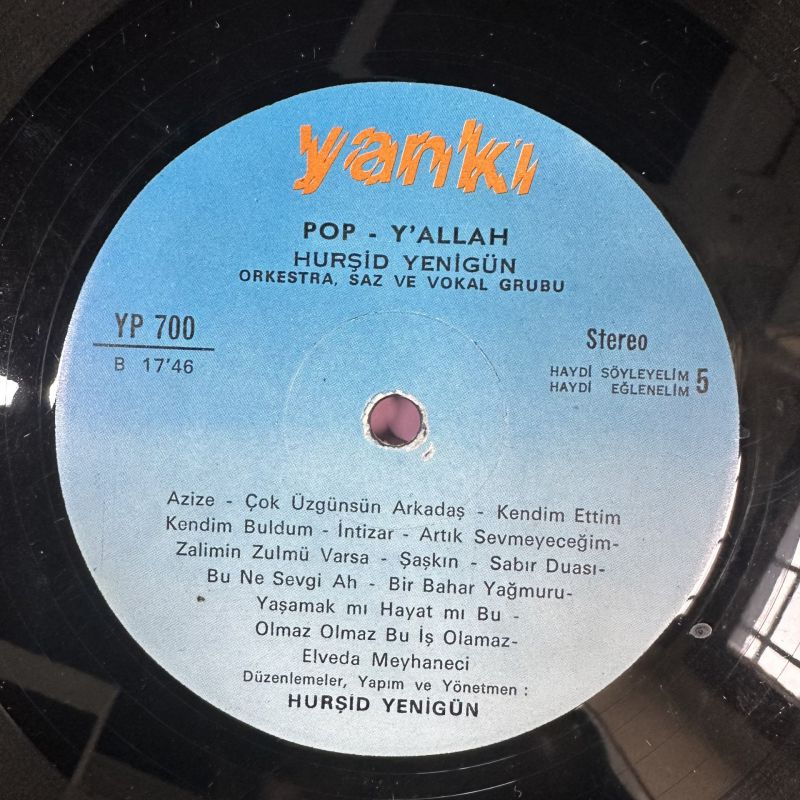 yankı
POP - Y'ALLAH
HURŞİD YENİGÜN
ORKESTRA, SAZ VE VOKAL GRUBU
YP 700
B 17'46
Stereo
HAYDİ SÖYLEYELİM 5
HAYDİ EĞLENELİM
Azize - Çok Üzgünsün Arkadaş - Kendim Ettim
Kendim Buldum - İntizar - Artık Sevmeyeceğim-
Zalimin Zulmü Varsa - Şaşkın - Sabır Duası-
Bu Ne Sevgi Ah - Bir Bahar Yağmuru-
Yaşamak mı Hayat mı Bu -
Olmaz Olmaz Bu İş Olamaz-
Elveda Meyhaneci
Düzenlemeler, Yapım ve Yönetmen :
HURŞİD YENİGÜN